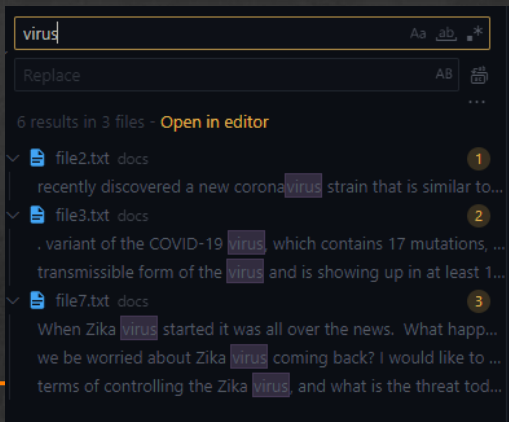 virus Aa ab .*
Replace AB
...
6 results in 3 files - Open in editor
file2.txt docs 1
recently discovered a new coronavirus strain that is similar to...
file3.txt docs 2
. variant of the COVID-19 virus, which contains 17 mutations, ...
transmissible form of the virus and is showing up in at least 1...
file7.txt docs 3
When Zika virus started it was all over the news.  What happ...
we be worried about Zika virus coming back? I would like to ...
terms of controlling the Zika virus, and what is the threat tod...